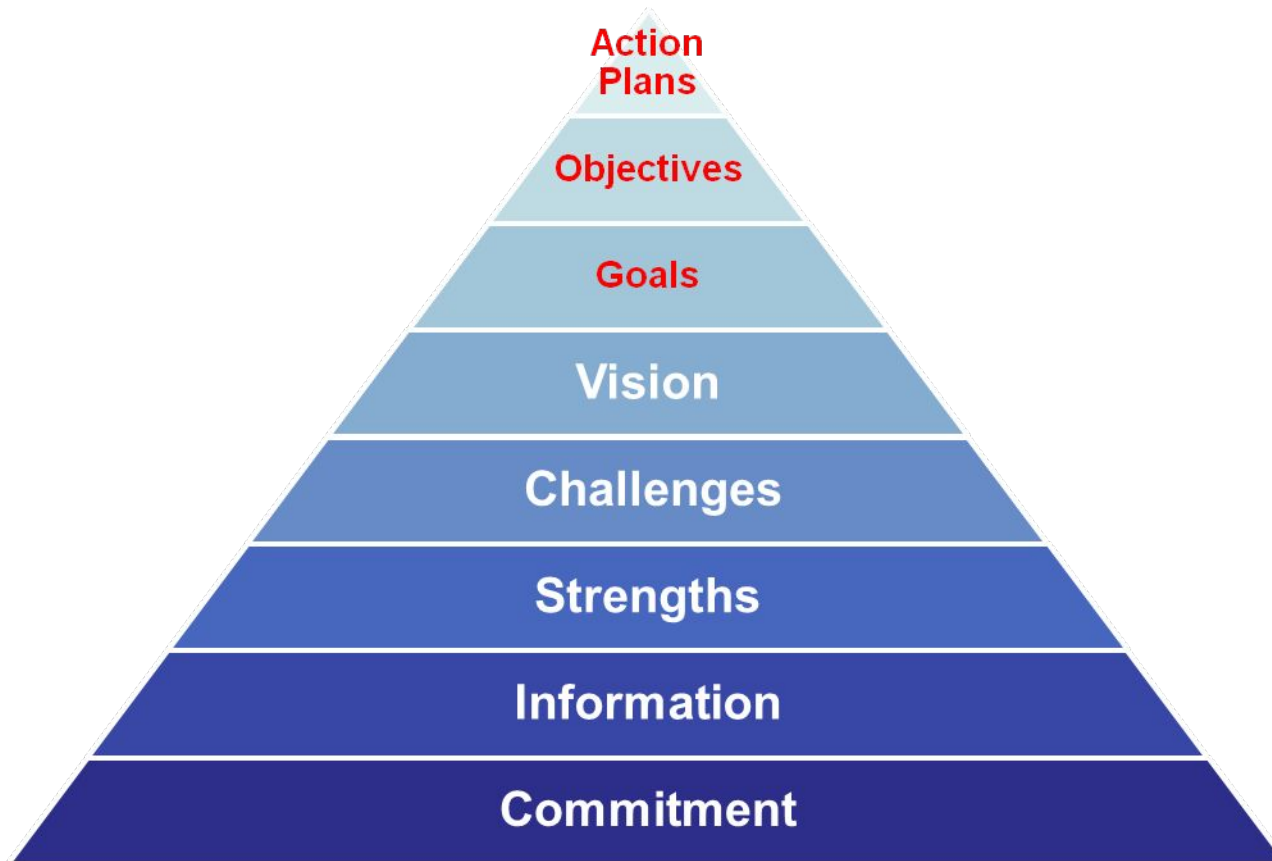 Action
Plans
Objectives
Goals
Vision
Challenges
Strengths
Information
Commitment